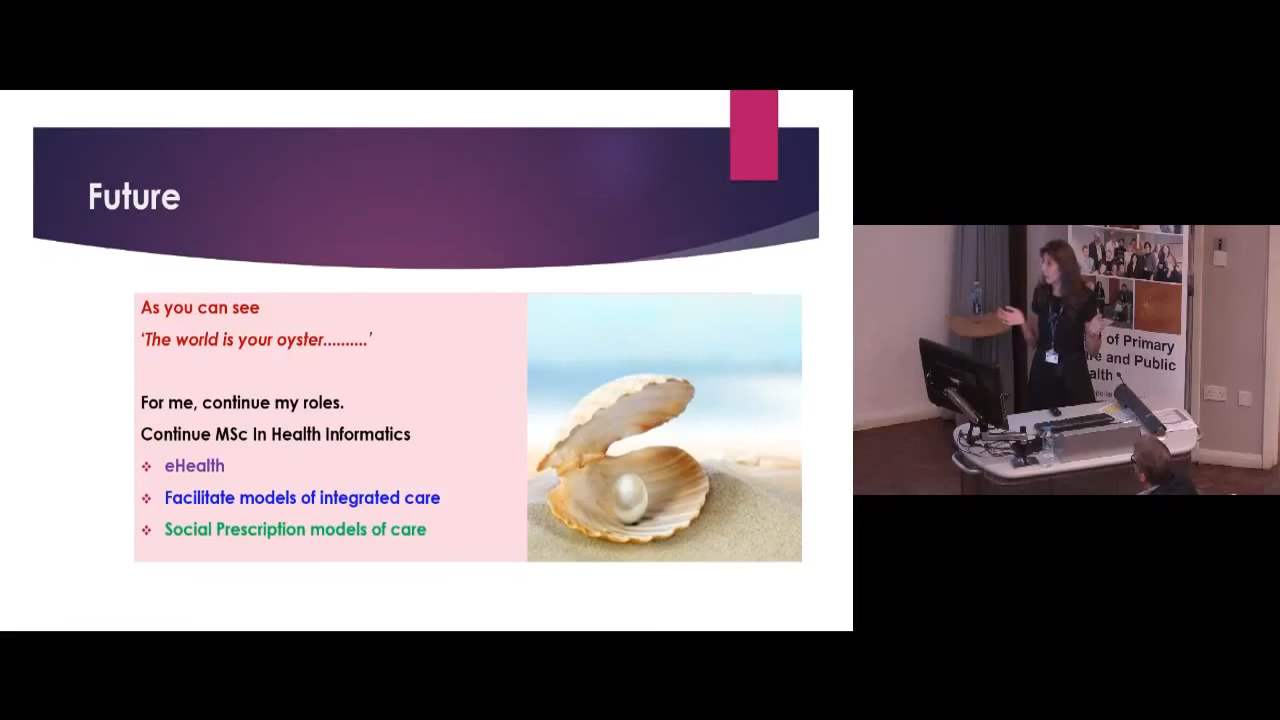 Future
As you can see
‘The world is your oyster..........’
For me, continue my roles.
Continue MSc In Health Informatics
eHealth
Facilitate models of integrated care
Social Prescription models of care
of Primary
and Public